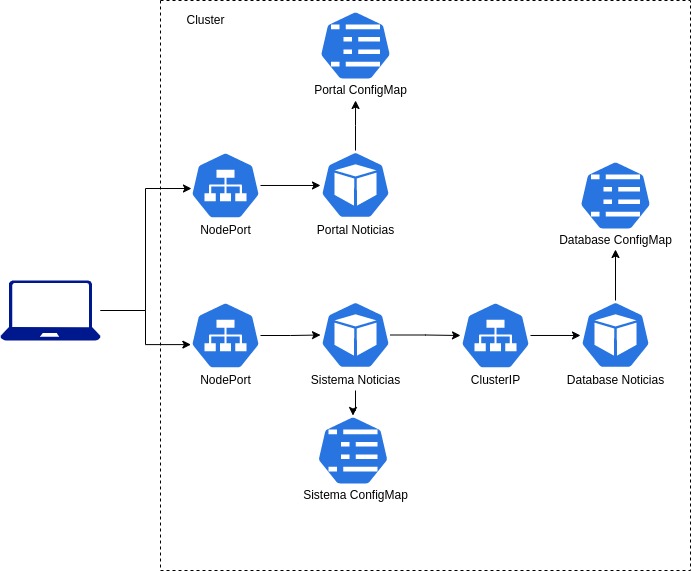 Cluster
Portal ConfigMap
NodePort
Portal Noticias
Database ConfigMap
NodePort
Sistema Noticias
ClusterIP
Database Noticias
Sistema ConfigMap